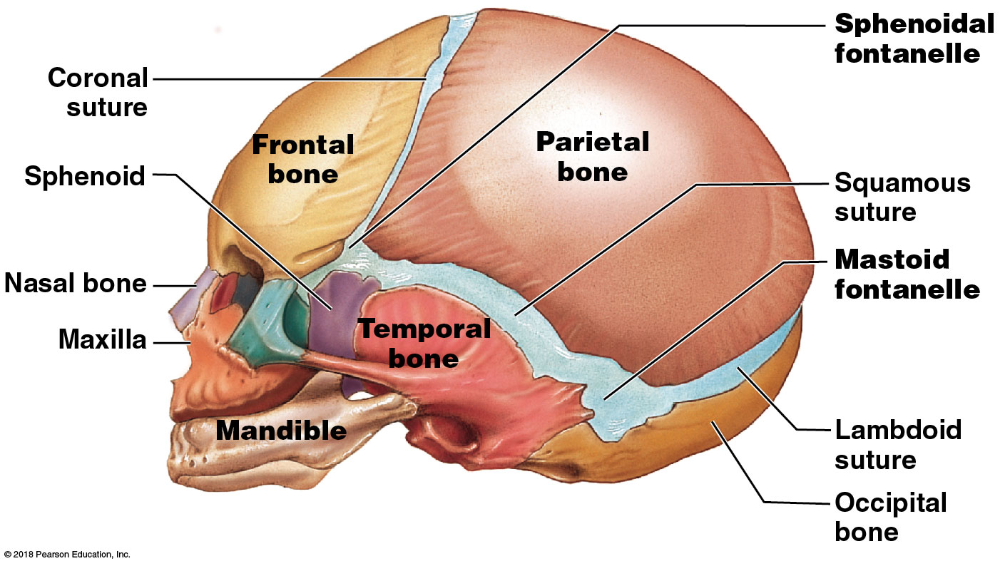 Sphenoidal
fontanelle
Coronal
suture
Frontal
bone
Parietal
bone
Sphenoid
Squamous
suture
Nasal bone
Mastoid
fontanelle
Maxilla
Temporal
bone
Mandible
Lambdoid
suture
Occipital
bone
© 2018 Pearson Education, Inc.